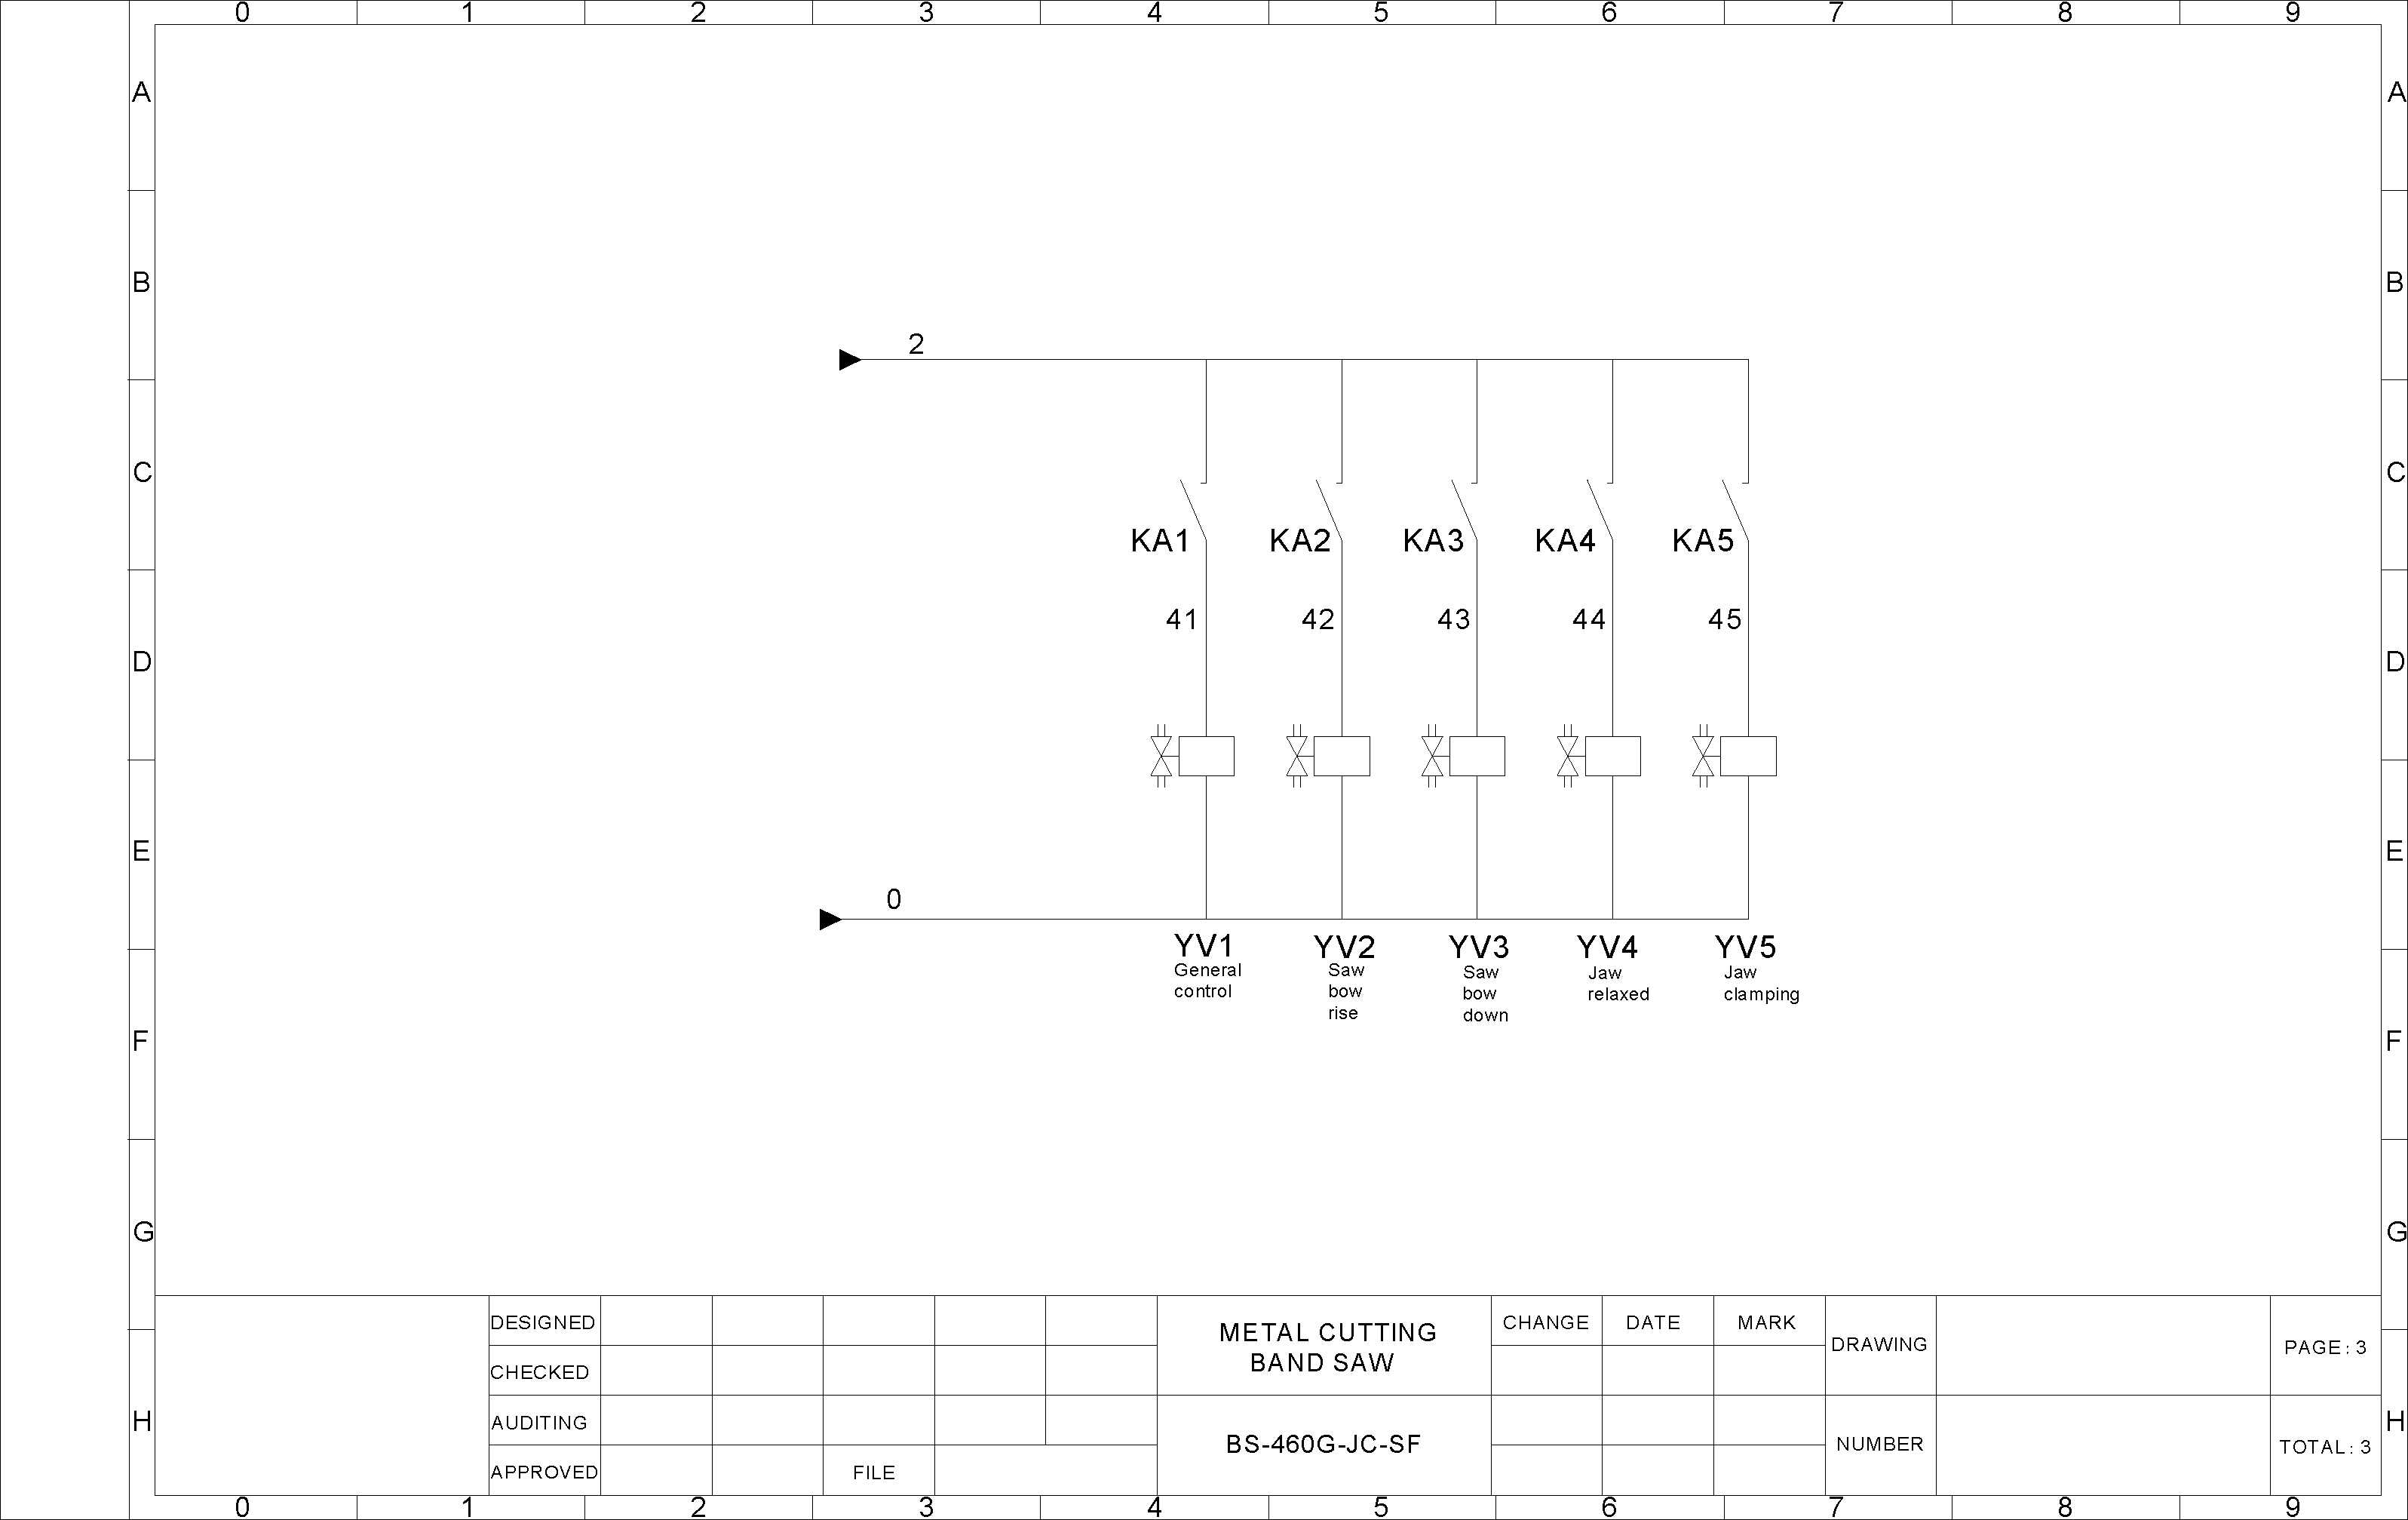 0 1 2 3 4 5 6 7 8 9
A A
B B
2
C C
KA1 KA2 KA3 KA4 KA5
41 42 43 44 45
D D
E E
0
YV1 YV2 YV3 YV4 YV5
General control
Saw bow rise
Saw bow down
Jaw relaxed
Jaw clamping
F F
G G
H H
DESIGNED
CHECKED
AUDITING
APPROVED
FILE
METAL CUTTING
BAND SAW
BS-460G-JC-SF
CHANGE DATE MARK
DRAWING
NUMBER
PAGE: 3
TOTAL: 3
0 1 2 3 4 5 6 7 8 9